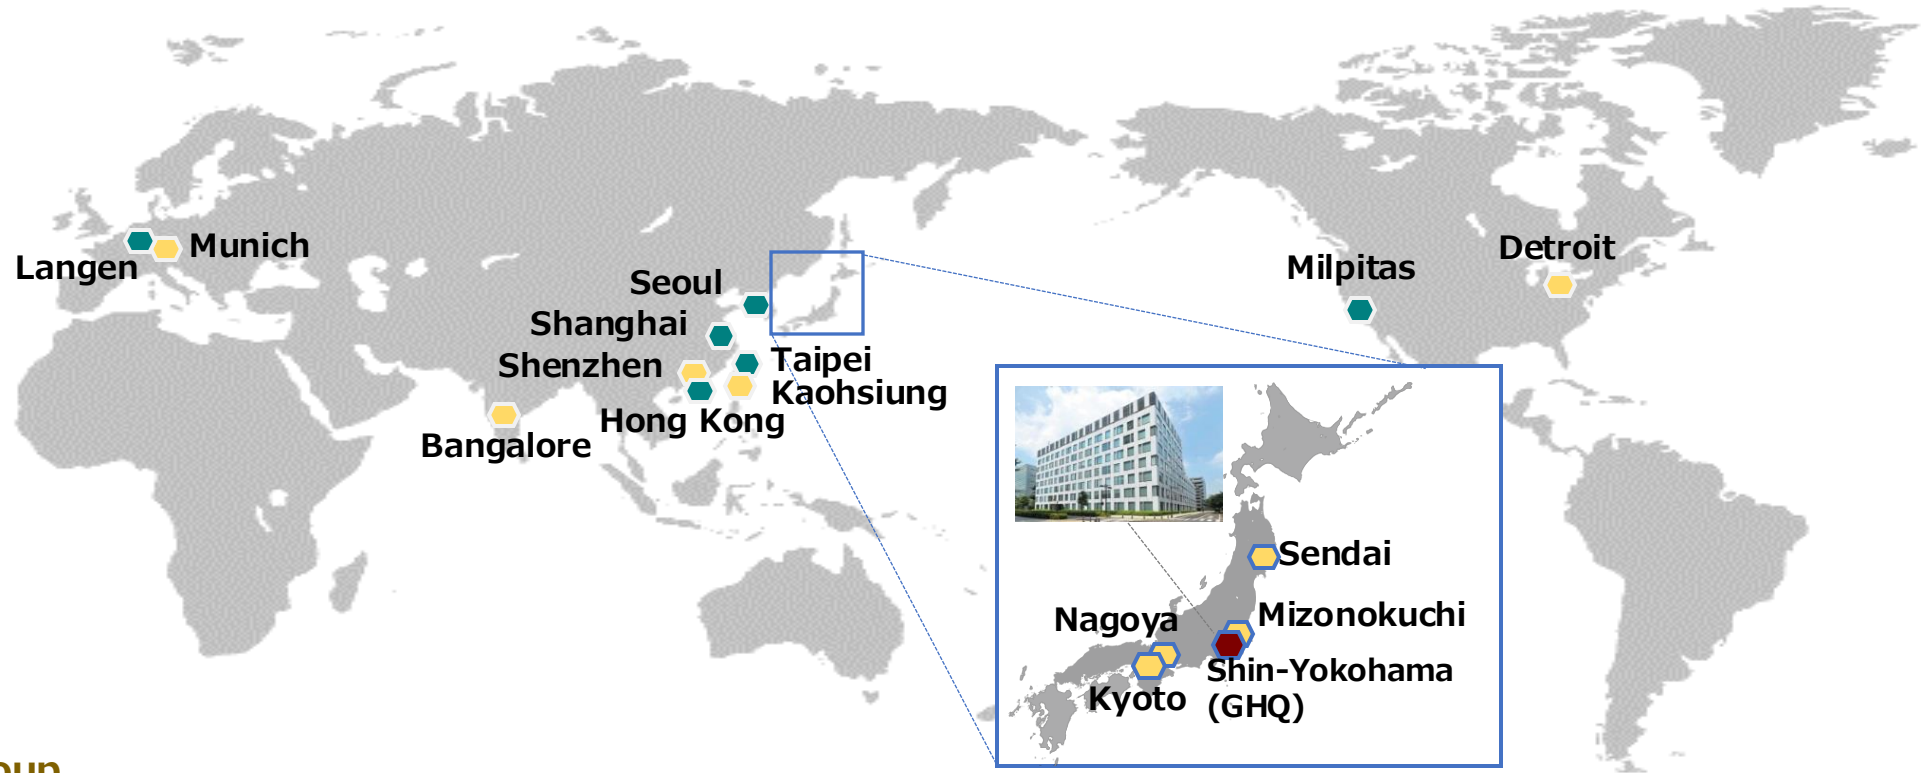 Munich
Langen
Seoul
Shanghai
Shenzhen
Taipei
Kaohsiung
Hong Kong
Bangalore
Milpitas
Detroit
Sendai
Mizonokuchi
Nagoya
Shin-Yokohama
(GHQ)
Kyoto